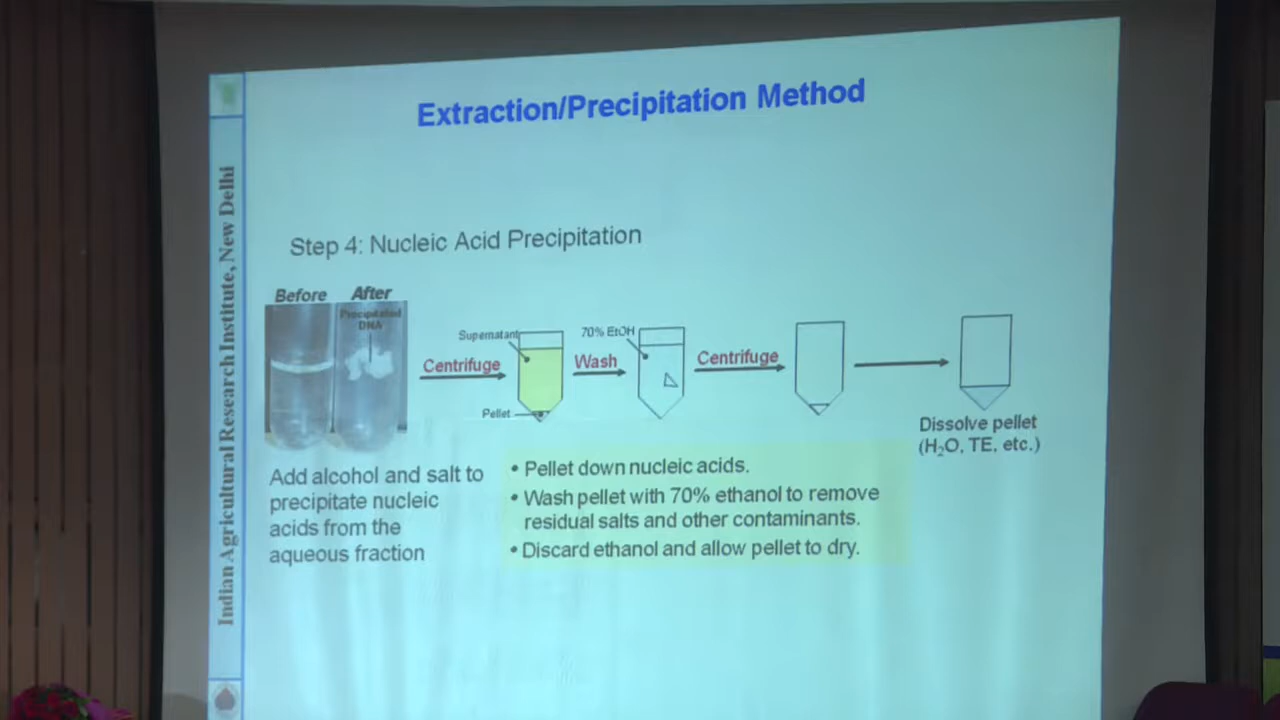 Extraction/Precipitation Method
Indian Agricultural Research Institute, New Delhi
Step 4: Nucleic Acid Precipitation
Before
After
Precipitated
DNA
Centrifuge
Supernatant
Pellet
Wash
70% EtOH
Centrifuge
Dissolve pellet
(H₂O, TE, etc.)
Add alcohol and salt to
precipitate nucleic
acids from the
aqueous fraction
• Pellet down nucleic acids.
• Wash pellet with 70% ethanol to remove
residual salts and other contaminants.
• Discard ethanol and allow pellet to dry.